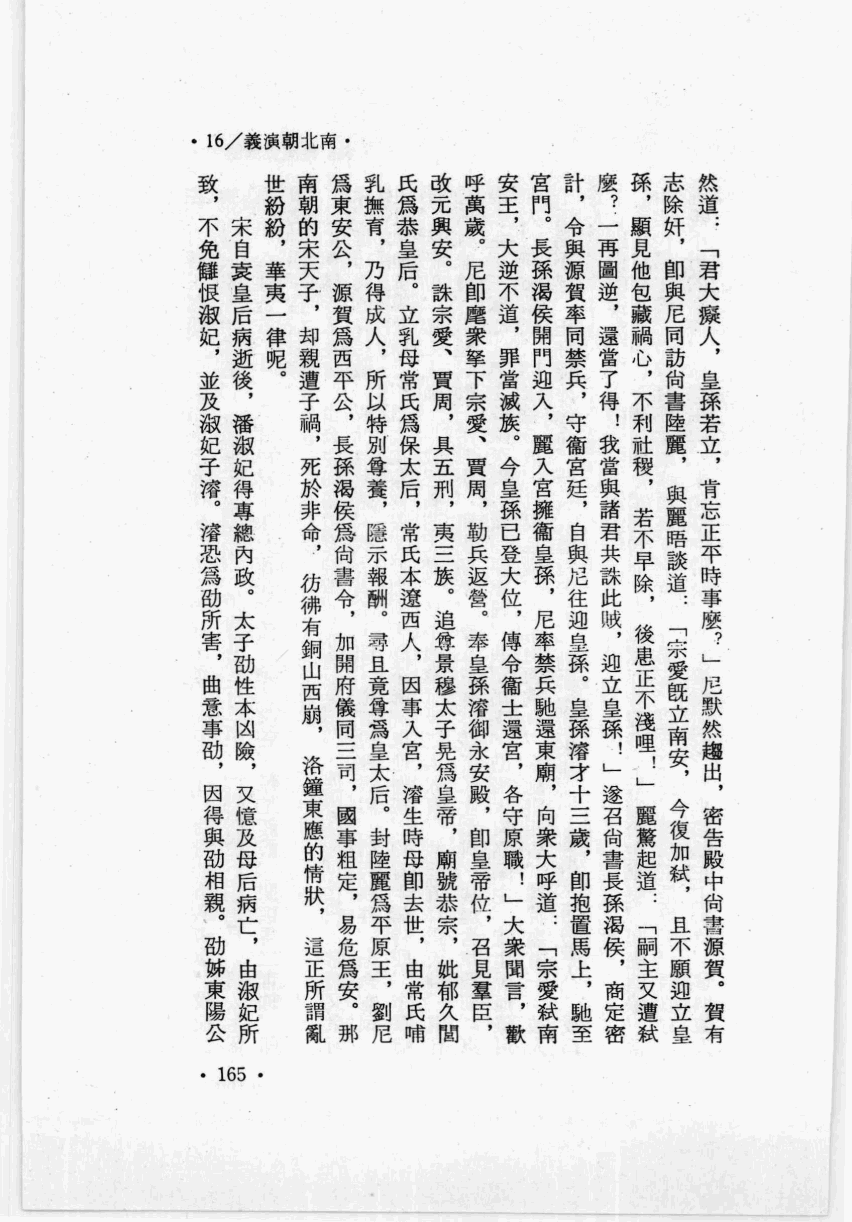 •16／義演朝北南•
然道：「君大癡人，皇孫若立，肯忘正平時事麼？」尼默然趨出，密告殿中尙書源賀。賀有
志除奸，卽與尼同訪尙書陸麗，與麗晤談道：「宗愛旣立南安，今復加弒，且不願迎立皇
孫，顯見他包藏禍心，不利社稷，若不早除，後患正不淺哩！」麗驚起道：「嗣主又遭弒
麼？一再圖逆，還當了得！我當與諸君共誅此賊，迎立皇孫！」遂召尙書長孫渴侯，商定密
計，令與源賀率同禁兵，守衞宮廷，自與尼往迎皇孫。皇孫濬才十三歲，卽抱置馬上，馳至
宮門。長孫渴侯開門迎入，麗入宮擁衞皇孫，尼率禁兵馳還東廟，向衆大呼道：「宗愛弒南
安王，大逆不道，罪當滅族。今皇孫已登大位，傳令衞士還宮，各守原職！」大衆聞言，歡
呼萬歲。尼卽麾衆拏下宗愛、賈周，勒兵返營。奉皇孫濬御永安殿，卽皇帝位，召見羣臣，
改元興安。誅宗愛、賈周，具五刑，夷三族。追尊景穆太子晃爲皇帝，廟號恭宗，妣郁久閭
氏爲恭皇后。立乳母常氏爲保太后，常氏本遼西人，因事入宮，濬生時母卽去世，由常氏哺
乳撫育，乃得成人，所以特別尊養，隱示報酬。尋且竟尊爲皇太后。封陸麗爲平原王，劉尼
爲東安公，源賀爲西平公，長孫渴侯爲尙書令，加開府儀同三司，國事粗定，易危爲安。那
南朝的宋天子，却親遭子禍，死於非命，彷彿有銅山西崩，洛鐘東應的情狀，這正所謂亂
世紛紛，華夷一律呢。
宋自袁皇后病逝後，潘淑妃得專總內政。太子劭性本凶險，又憶及母后病亡，由淑妃所
致，不免讎恨淑妃，並及淑妃子濬。濬恐爲劭所害，曲意事劭，因得與劭相親。劭姊東陽公
•165•